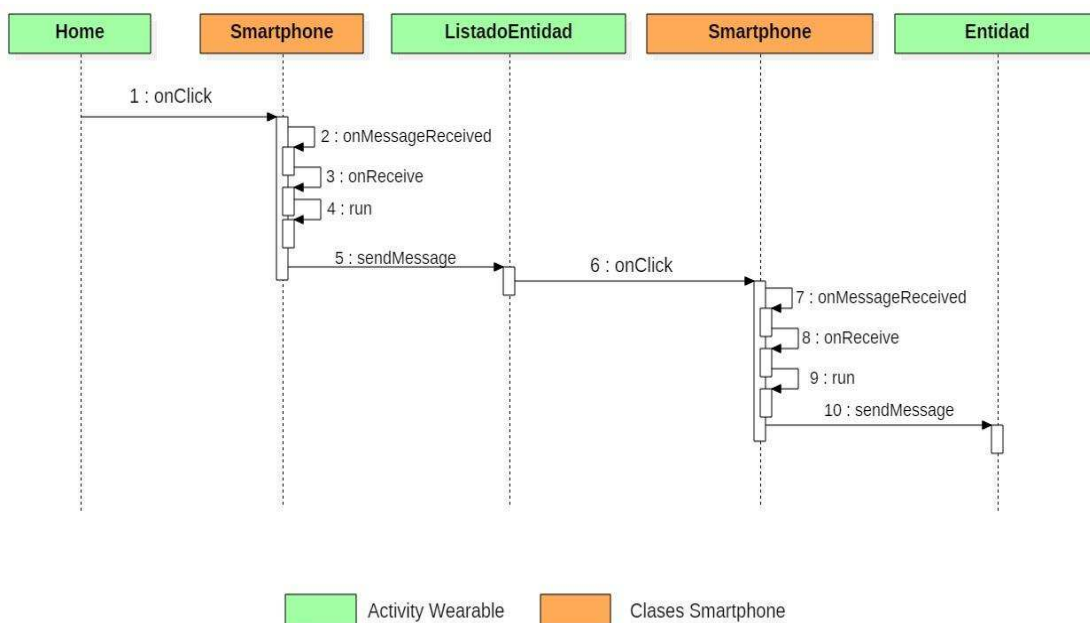 Home
Smartphone
ListadoEntidad
Smartphone
Entidad
1 : onClick
2 : onMessageReceived
3 : onReceive
4 : run
5 : sendMessage
6 : onClick
7 : onMessageReceived
8 : onReceive
9 : run
10 : sendMessage
Activity Wearable
Clases Smartphone